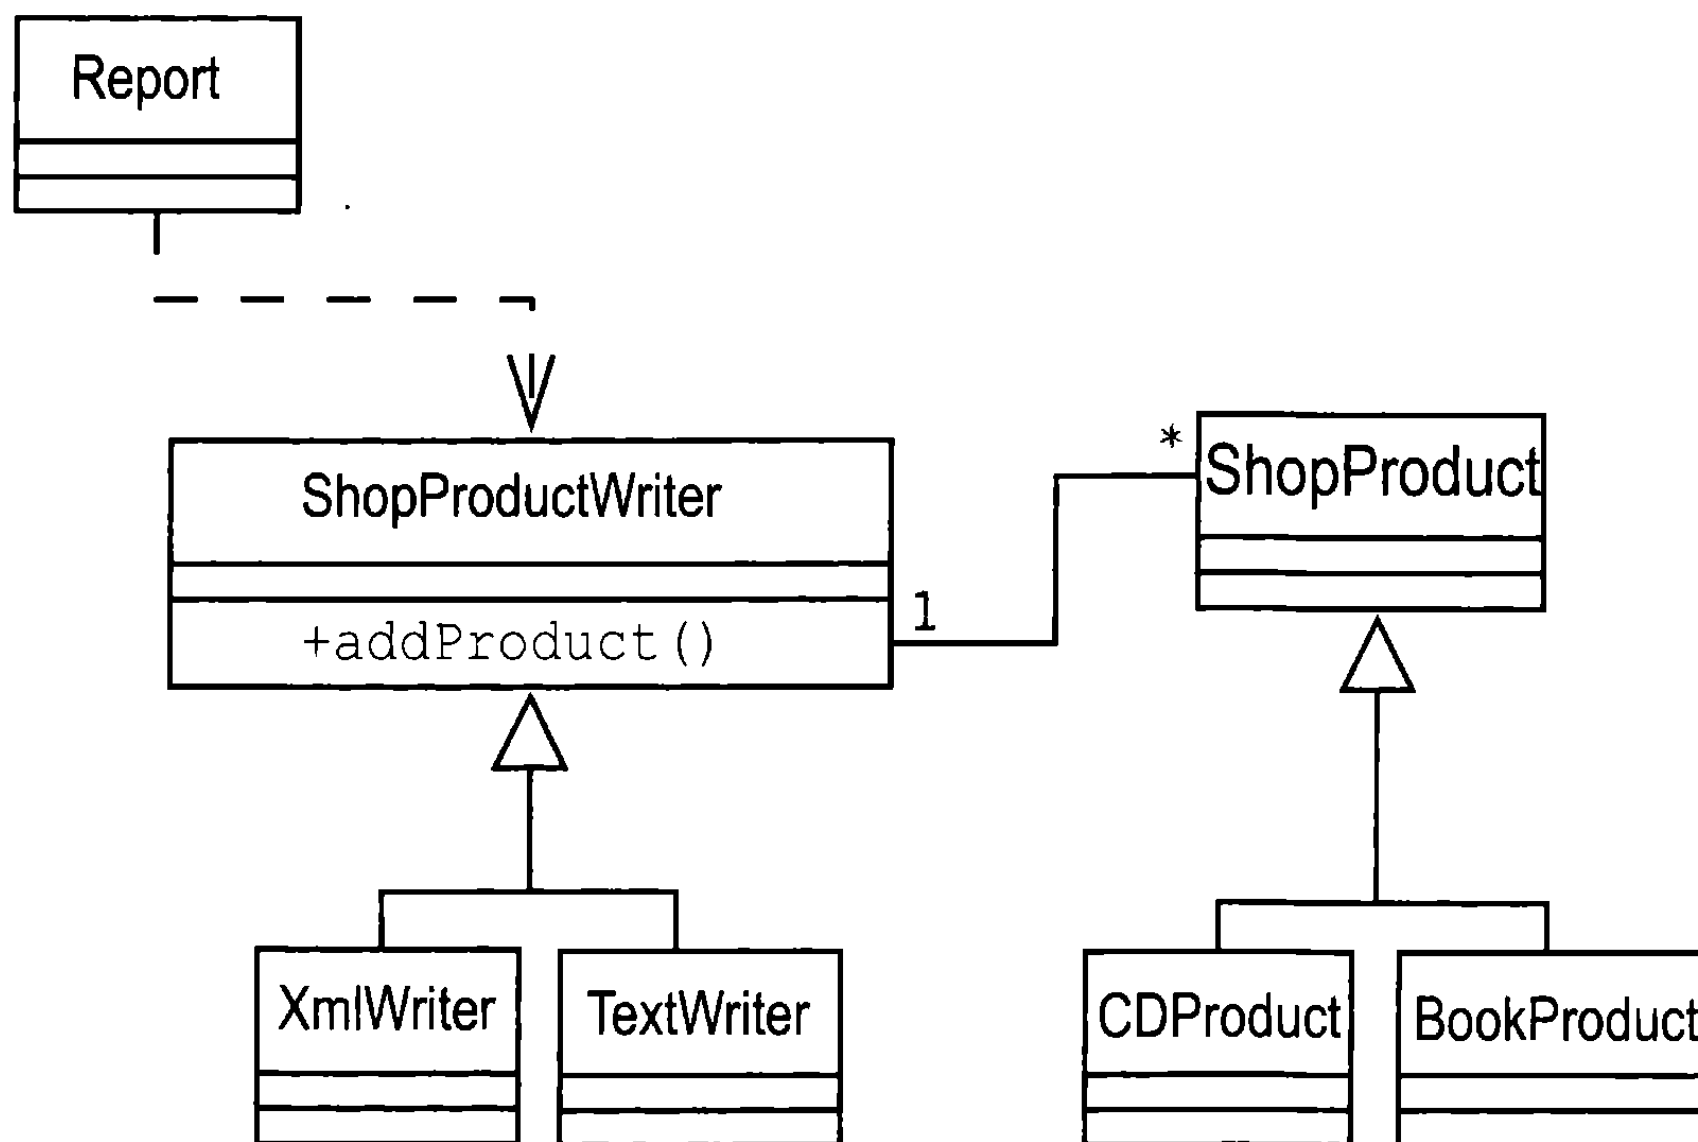 Report
*
ShopProduct
ShopProductWriter
1
+addProduct()
XmlWriter
TextWriter
CDProduct
BookProduct